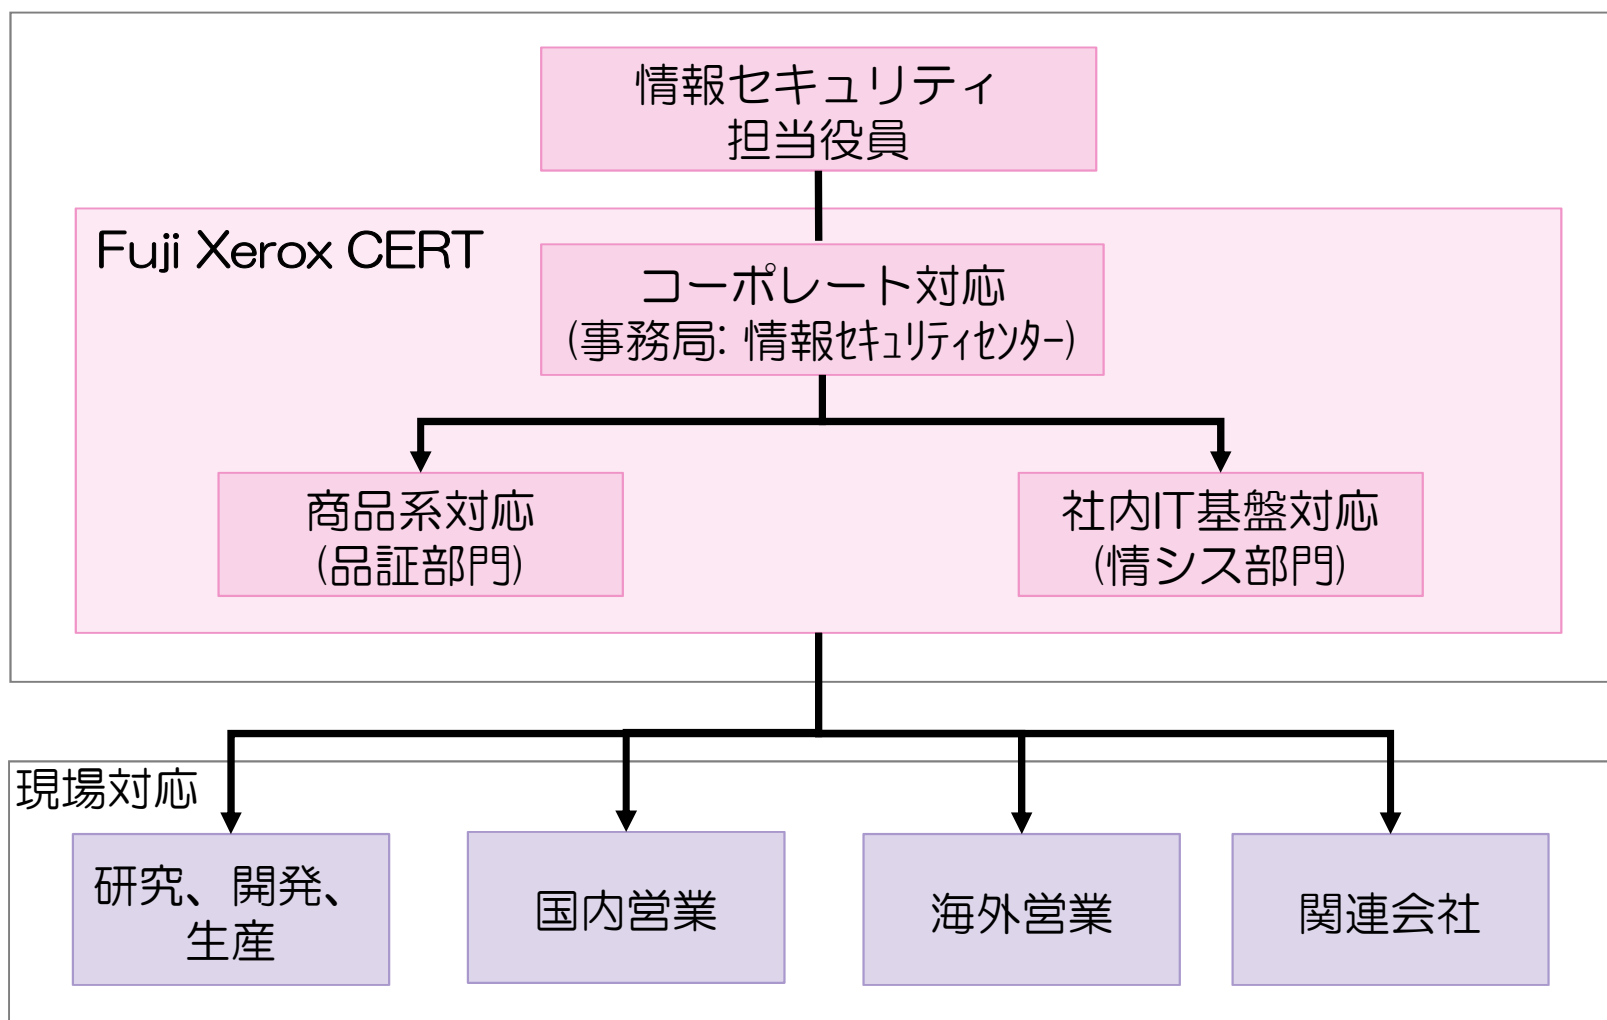 情報セキュリティ
担当役員
Fuji Xerox CERT
コーポレート対応
(事務局: 情報ｾｷｭﾘﾃｨｾﾝﾀｰ)
商品系対応
(品証部門)
社内IT基盤対応
(情シス部門)
現場対応
研究、開発、
生産
国内営業
海外営業
関連会社